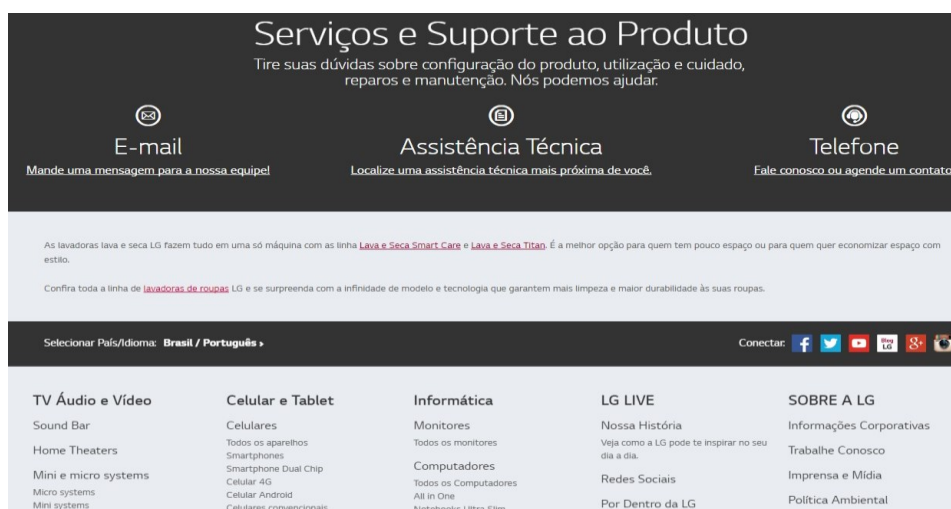 Serviços e Suporte ao Produto
Tire suas dúvidas sobre configuração do produto, utilização e cuidado,
reparos e manutenção. Nós podemos ajudar.
E-mail
Mande uma mensagem para a nossa equipe!
Assistência Técnica
Localize uma assistência técnica mais próxima de você.
Telefone
Fale conosco ou agende um contato
As lavadoras lava e seca LG fazem tudo em uma só máquina com as linha Lava e Seca Smart Care e Lava e Seca Titan. É a melhor opção para quem tem pouco espaço ou para quem quer economizar espaço com
estilo.
Confira toda a linha de lavadoras de roupas LG e se surpreenda com a infinidade de modelo e tecnologia que garantem mais limpeza e maior durabilidade às suas roupas.
Selecionar País/Idioma: Brasil / Português ›
Conectar:
Blog
LG
TV Áudio e Vídeo
Sound Bar
Home Theaters
Mini e micro systems
Micro systems
Mini systems
Celular e Tablet
Celulares
Todos os aparelhos
Smartphones
Smartphone Dual Chip
Celular 4G
Celular Android
Celulares convencionais
Informática
Monitores
Todos os monitores
Computadores
Todos os Computadores
All in One
Notebooks Ultra Slim
LG LIVE
Nossa História
Veja como a LG pode te inspirar no seu
dia a dia.
Redes Sociais
Por Dentro da LG
SOBRE A LG
Informações Corporativas
Trabalhe Conosco
Imprensa e Mídia
Política Ambiental